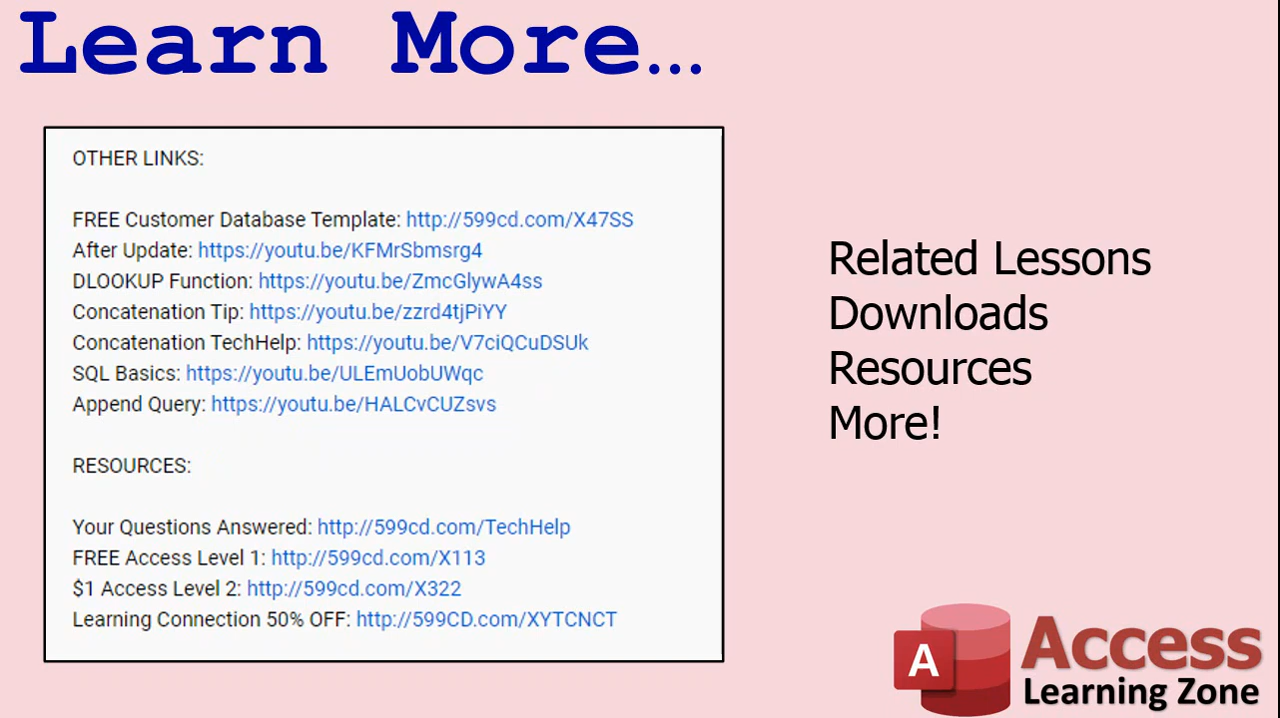 Learn More...
OTHER LINKS:
FREE Customer Database Template: http://599cd.com/X47SS
After Update: https://youtu.be/KFMrSbmsrg4
DLOOKUP Function: https://youtu.be/ZmcGlywA4ss
Concatenation Tip: https://youtu.be/zzrd4tjPiYY
Concatenation TechHelp: https://youtu.be/V7ciQCuDSUk
SQL Basics: https://youtu.be/ULEmUobUWqc
Append Query: https://youtu.be/HALCvCUZsvs
RESOURCES:
Your Questions Answered: http://599cd.com/TechHelp
FREE Access Level 1: http://599cd.com/X113
$1 Access Level 2: http://599cd.com/X322
Learning Connection 50% OFF: http://599CD.com/XYTCNCT
Related Lessons
Downloads
Resources
More!
A
Access
Learning Zone